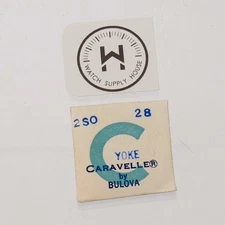 WATCH SUPPLY HOUSE
2SO 28
C
YOKE
CARAVELLE®
by
BULOVA